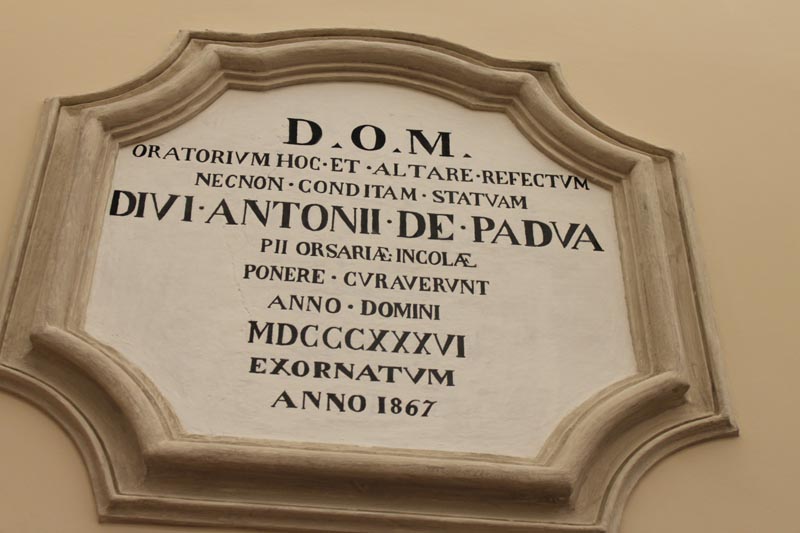 D.O.M.
ORATORIVM HOC·ET·ALTARE·REFECTVM
NECNON·CONDITAM·STATVAM
DIVI·ANTONII·DE·PADVA
PII ORSARIÆ INCOLÆ
PONERE·CVRAVERVNT
ANNO·DOMINI
MDCCCXXXVI
EXORNATVM
ANNO 1867